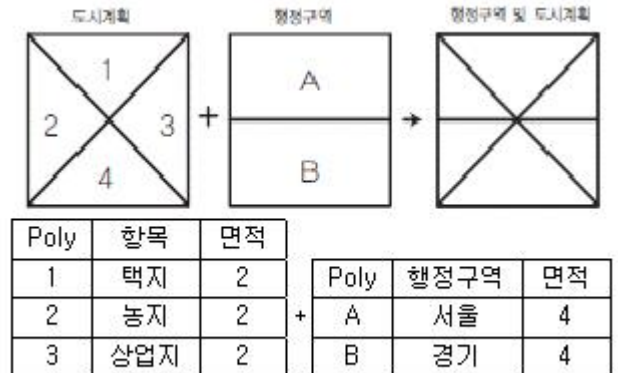 도시계획 행정구역 행정구역 및 도시계획
1
2 3
4
+
A
B
→
Poly 항목 면적
1 택지 2
2 농지 2
3 상업지 2
+
Poly 행정구역 면적
A 서울 4
B 경기 4